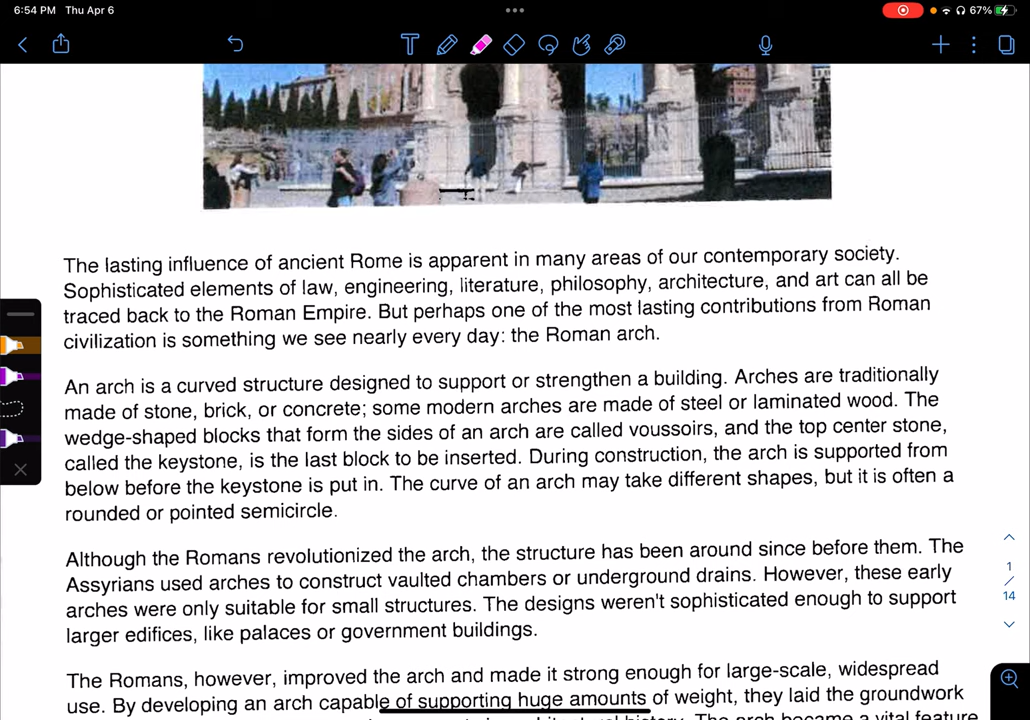 6:54 PM Thu Apr 6
67%
The lasting influence of ancient Rome is apparent in many areas of our contemporary society.
Sophisticated elements of law, engineering, literature, philosophy, architecture, and art can all be
traced back to the Roman Empire. But perhaps one of the most lasting contributions from Roman
civilization is something we see nearly every day: the Roman arch.
An arch is a curved structure designed to support or strengthen a building. Arches are traditionally
made of stone, brick, or concrete; some modern arches are made of steel or laminated wood. The
wedge-shaped blocks that form the sides of an arch are called voussoirs, and the top center stone,
called the keystone, is the last block to be inserted. During construction, the arch is supported from
below before the keystone is put in. The curve of an arch may take different shapes, but it is often a
rounded or pointed semicircle.
Although the Romans revolutionized the arch, the structure has been around since before them. The
Assyrians used arches to construct vaulted chambers or underground drains. However, these early
arches were only suitable for small structures. The designs weren't sophisticated enough to support
larger edifices, like palaces or government buildings.
1
/
14
The Romans, however, improved the arch and made it strong enough for large-scale, widespread
use. By developing an arch capable of supporting huge amounts of weight, they laid the groundwork
The arch became a vital feature